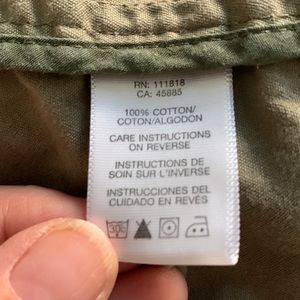 RN: 111818
CA: 45885
100% COTTON/
COTON/ALGODON
CARE INSTRUCTIONS
ON REVERSE
INSTRUCTIONS DE
SOIN SUR L'INVERSE
INSTRUCCIONES DEL
CUIDADO EN REVÉS
30